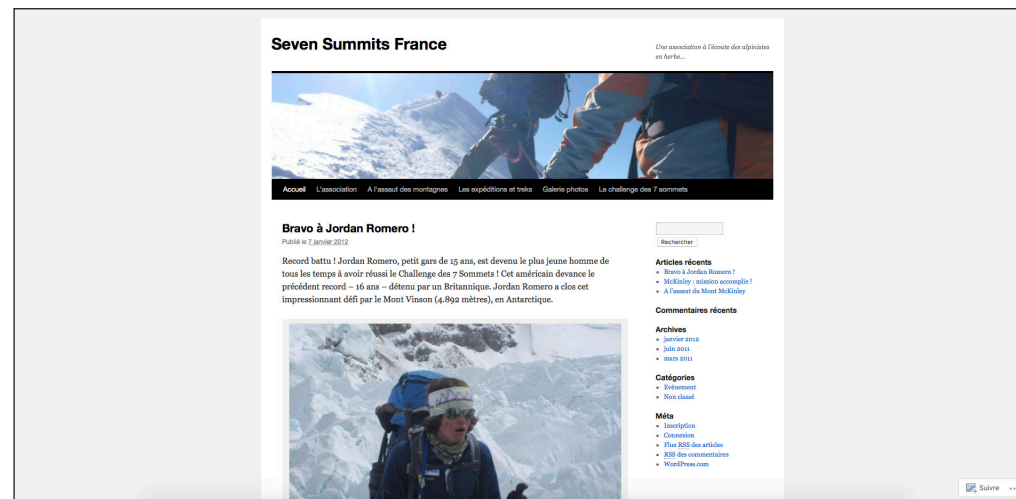 Seven Summits France
Une association à l'écoute des alpinistes
en herbe...
Accueil L'association A l'assaut des montagnes Les expéditions et treks Galerie photos Le challenge des 7 sommets
Bravo à Jordan Romero !
Publié le 7 janvier 2012
Record battu ! Jordan Romero, petit gars de 15 ans, est devenu le plus jeune homme de
tous les temps à avoir réussi le Challenge des 7 Sommets ! Cet américain devance le
précédent record – 16 ans – détenu par un Britannique. Jordan Romero a clos cet
impressionnant défi par le Mont Vinson (4.892 mètres), en Antarctique.
Rechercher
Articles récents
Bravo à Jordan Romero !
McKinley : mission accomplie !
A l'assaut du Mont McKinley
Commentaires récents
Archives
janvier 2012
juin 2011
mars 2011
Catégories
Evénement
Non classé
Méta
Inscription
Connexion
Flux RSS des articles
RSS des commentaires
WordPress.com
Suivre ...